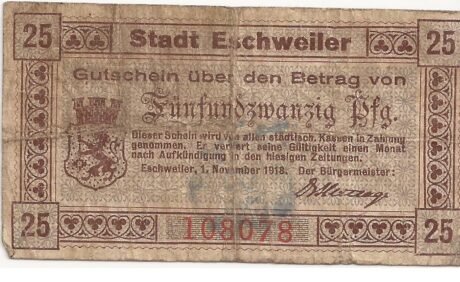 25 Stadt Eschweiler 25
Gutschein über den Betrag von
Fünfundzwanzig Pfg.
Dieser Schein wird von allen städtisch. Kassen in Zahlung
genommen. Er verliert seine Gültigkeit einen Monat
nach Aufkündigung in den hiesigen Zeitungen.
Eschweiler, 1. November 1918. Der Bürgermeister:
25 108078 25